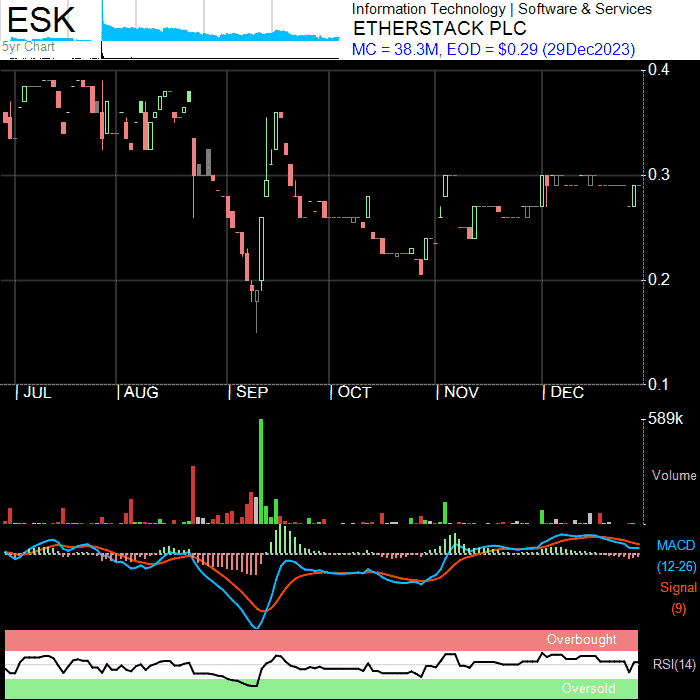 ESK
5yr Chart
Information Technology | Software & Services
ETHERSTACK PLC
MC = 38.3M, EOD = $0.29 (29Dec2023)
0.4
0.3
0.2
0.1
JUL AUG SEP OCT NOV DEC
589k
Volume
MACD
(12-26)
Signal
(9)
Overbought
RSI(14)
Oversold